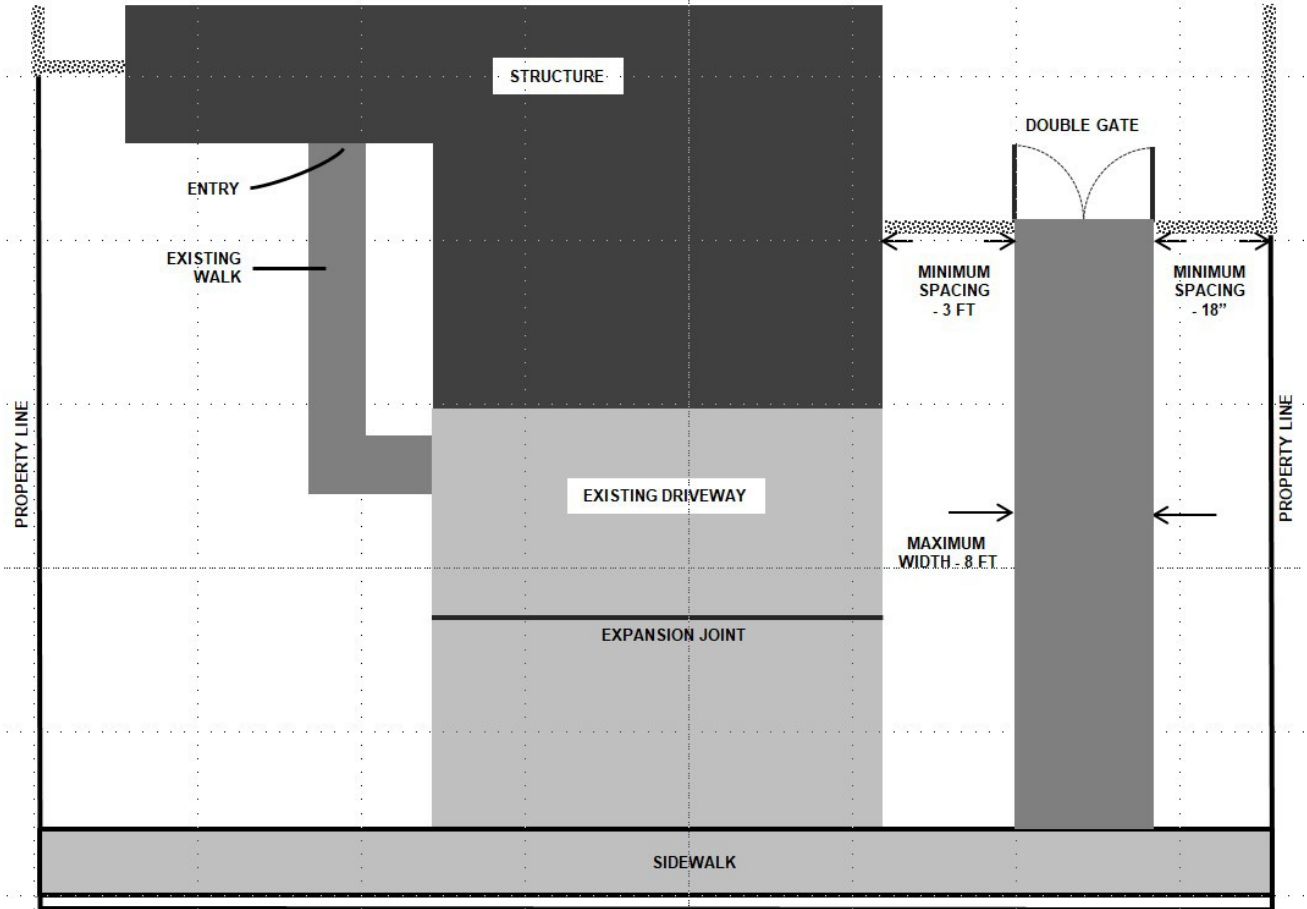 STRUCTURE
DOUBLE GATE
ENTRY
EXISTING
WALK
MINIMUM
SPACING
- 3 FT
MINIMUM
SPACING
- 18”
PROPERTY LINE
PROPERTY LINE
EXISTING DRIVEWAY
MAXIMUM
WIDTH - 8 FT
EXPANSION JOINT
SIDEWALK